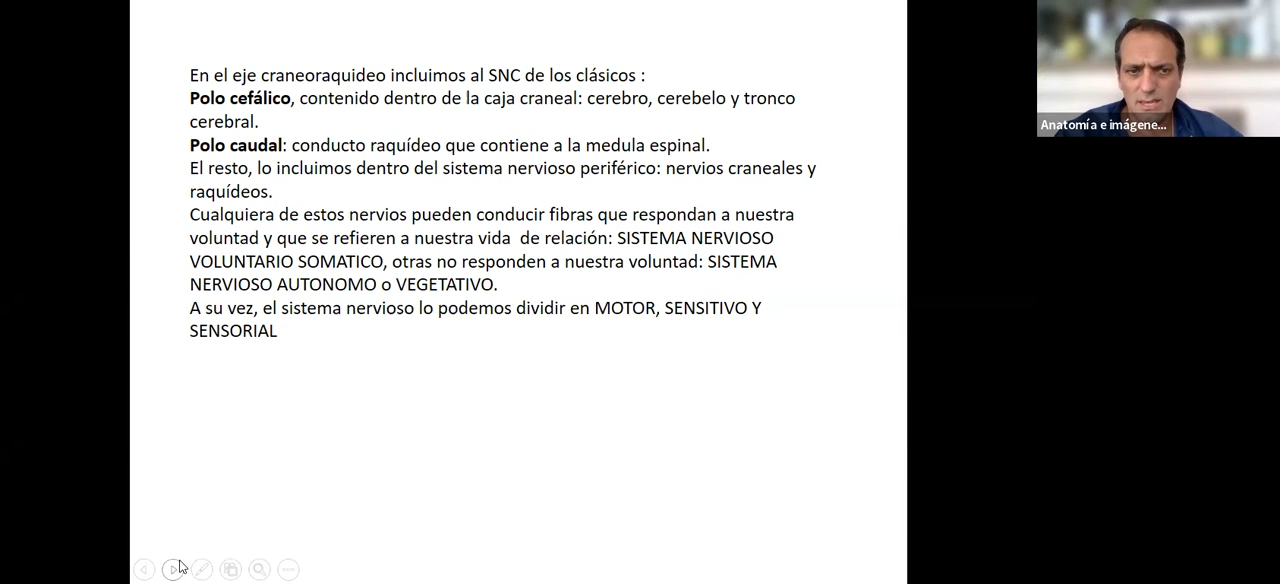 En el eje craneoraquideo incluimos al SNC de los clásicos :
Polo cefálico, contenido dentro de la caja craneal: cerebro, cerebelo y tronco
cerebral.
Polo caudal: conducto raquídeo que contiene a la medula espinal.
El resto, lo incluimos dentro del sistema nervioso periférico: nervios craneales y
raquídeos.
Cualquiera de estos nervios pueden conducir fibras que respondan a nuestra
voluntad y que se refieren a nuestra vida  de relación: SISTEMA NERVIOSO
VOLUNTARIO SOMATICO, otras no responden a nuestra voluntad: SISTEMA
NERVIOSO AUTONOMO o VEGETATIVO.
A su vez, el sistema nervioso lo podemos dividir en MOTOR, SENSITIVO Y
SENSORIAL
Anatomía e imágene...